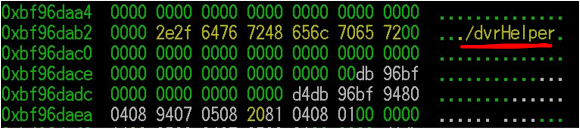 0xbf96daa4 0000 0000 0000 0000 0000 0000 0000 ..............
0xbf96dab2 0000 2e2f 6476 7248 656c 7065 7200 .../dvrHelper.
0xbf96dac0 0000 0000 0000 0000 0000 0000 0000 ..............
0xbf96dace 0000 0000 0000 0000 0000 00db 96bf ..............
0xbf96dadc 0000 0000 0000 0000 d4db 96bf 9480 ..............
0xbf96daea 0408 9407 0508 2081 0408 0100 0000 ...... .......